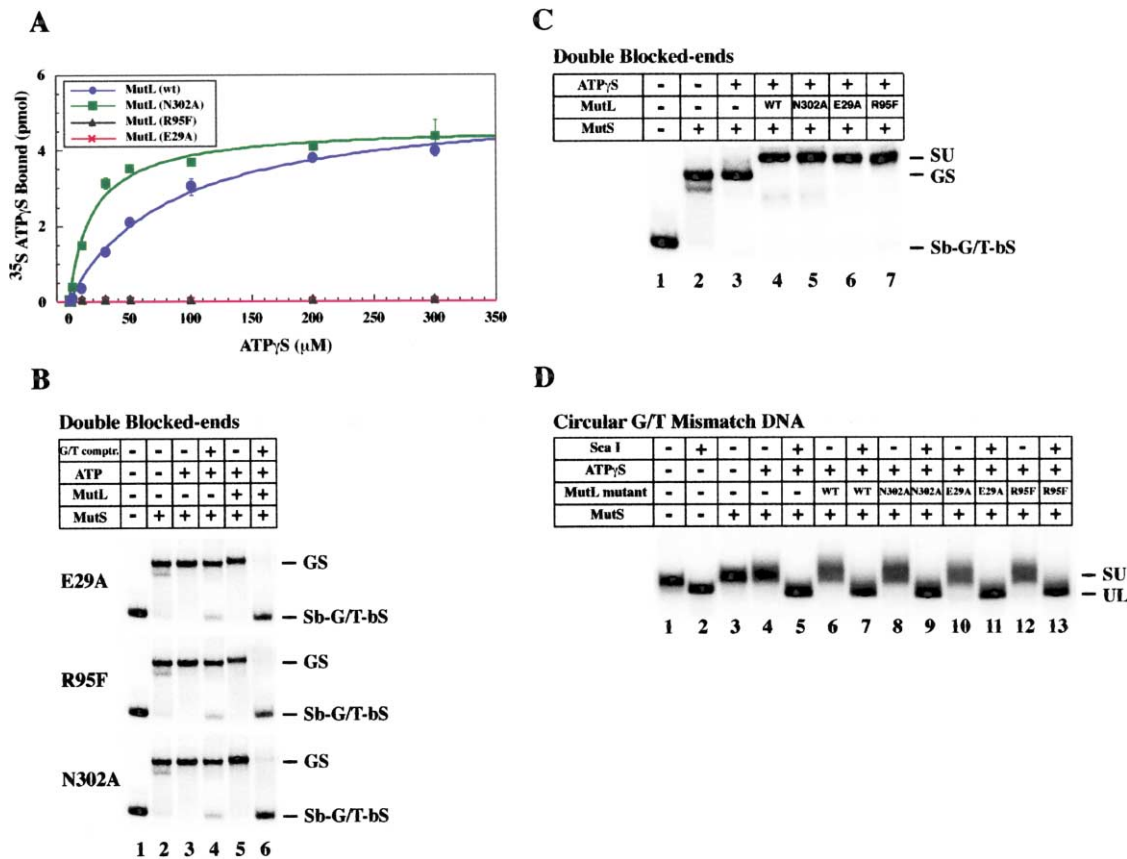 A
6
4
2
0
³⁵S ATPγS Bound (pmol)
MutL (wt)
MutL (N302A)
MutL (R95F)
MutL (E29A)
0 50 100 150 200 250 300 350
ATPγS (μM)
B
Double Blocked-ends
G/T comptr. - - - + - +
ATP - - + + + +
MutL - - - - + +
MutS - + + + + +
E29A
GS
Sb-G/T-bS
R95F
GS
Sb-G/T-bS
N302A
GS
Sb-G/T-bS
1 2 3 4 5 6
C
Double Blocked-ends
ATPγS - - + + + + +
MutL - - - WT N302A E29A R95F
MutS - + + + + + +
SU
GS
Sb-G/T-bS
1 2 3 4 5 6 7
D
Circular G/T Mismatch DNA
Sca I - + - - + - + - + - + - +
ATPγS - - - + + + + + + + + + +
MutL mutant - - - - - WT WT N302A N302A E29A E29A R95F R95F
MutS - - + + + + + + + + + + +
SU
UL
1 2 3 4 5 6 7 8 9 10 11 12 13